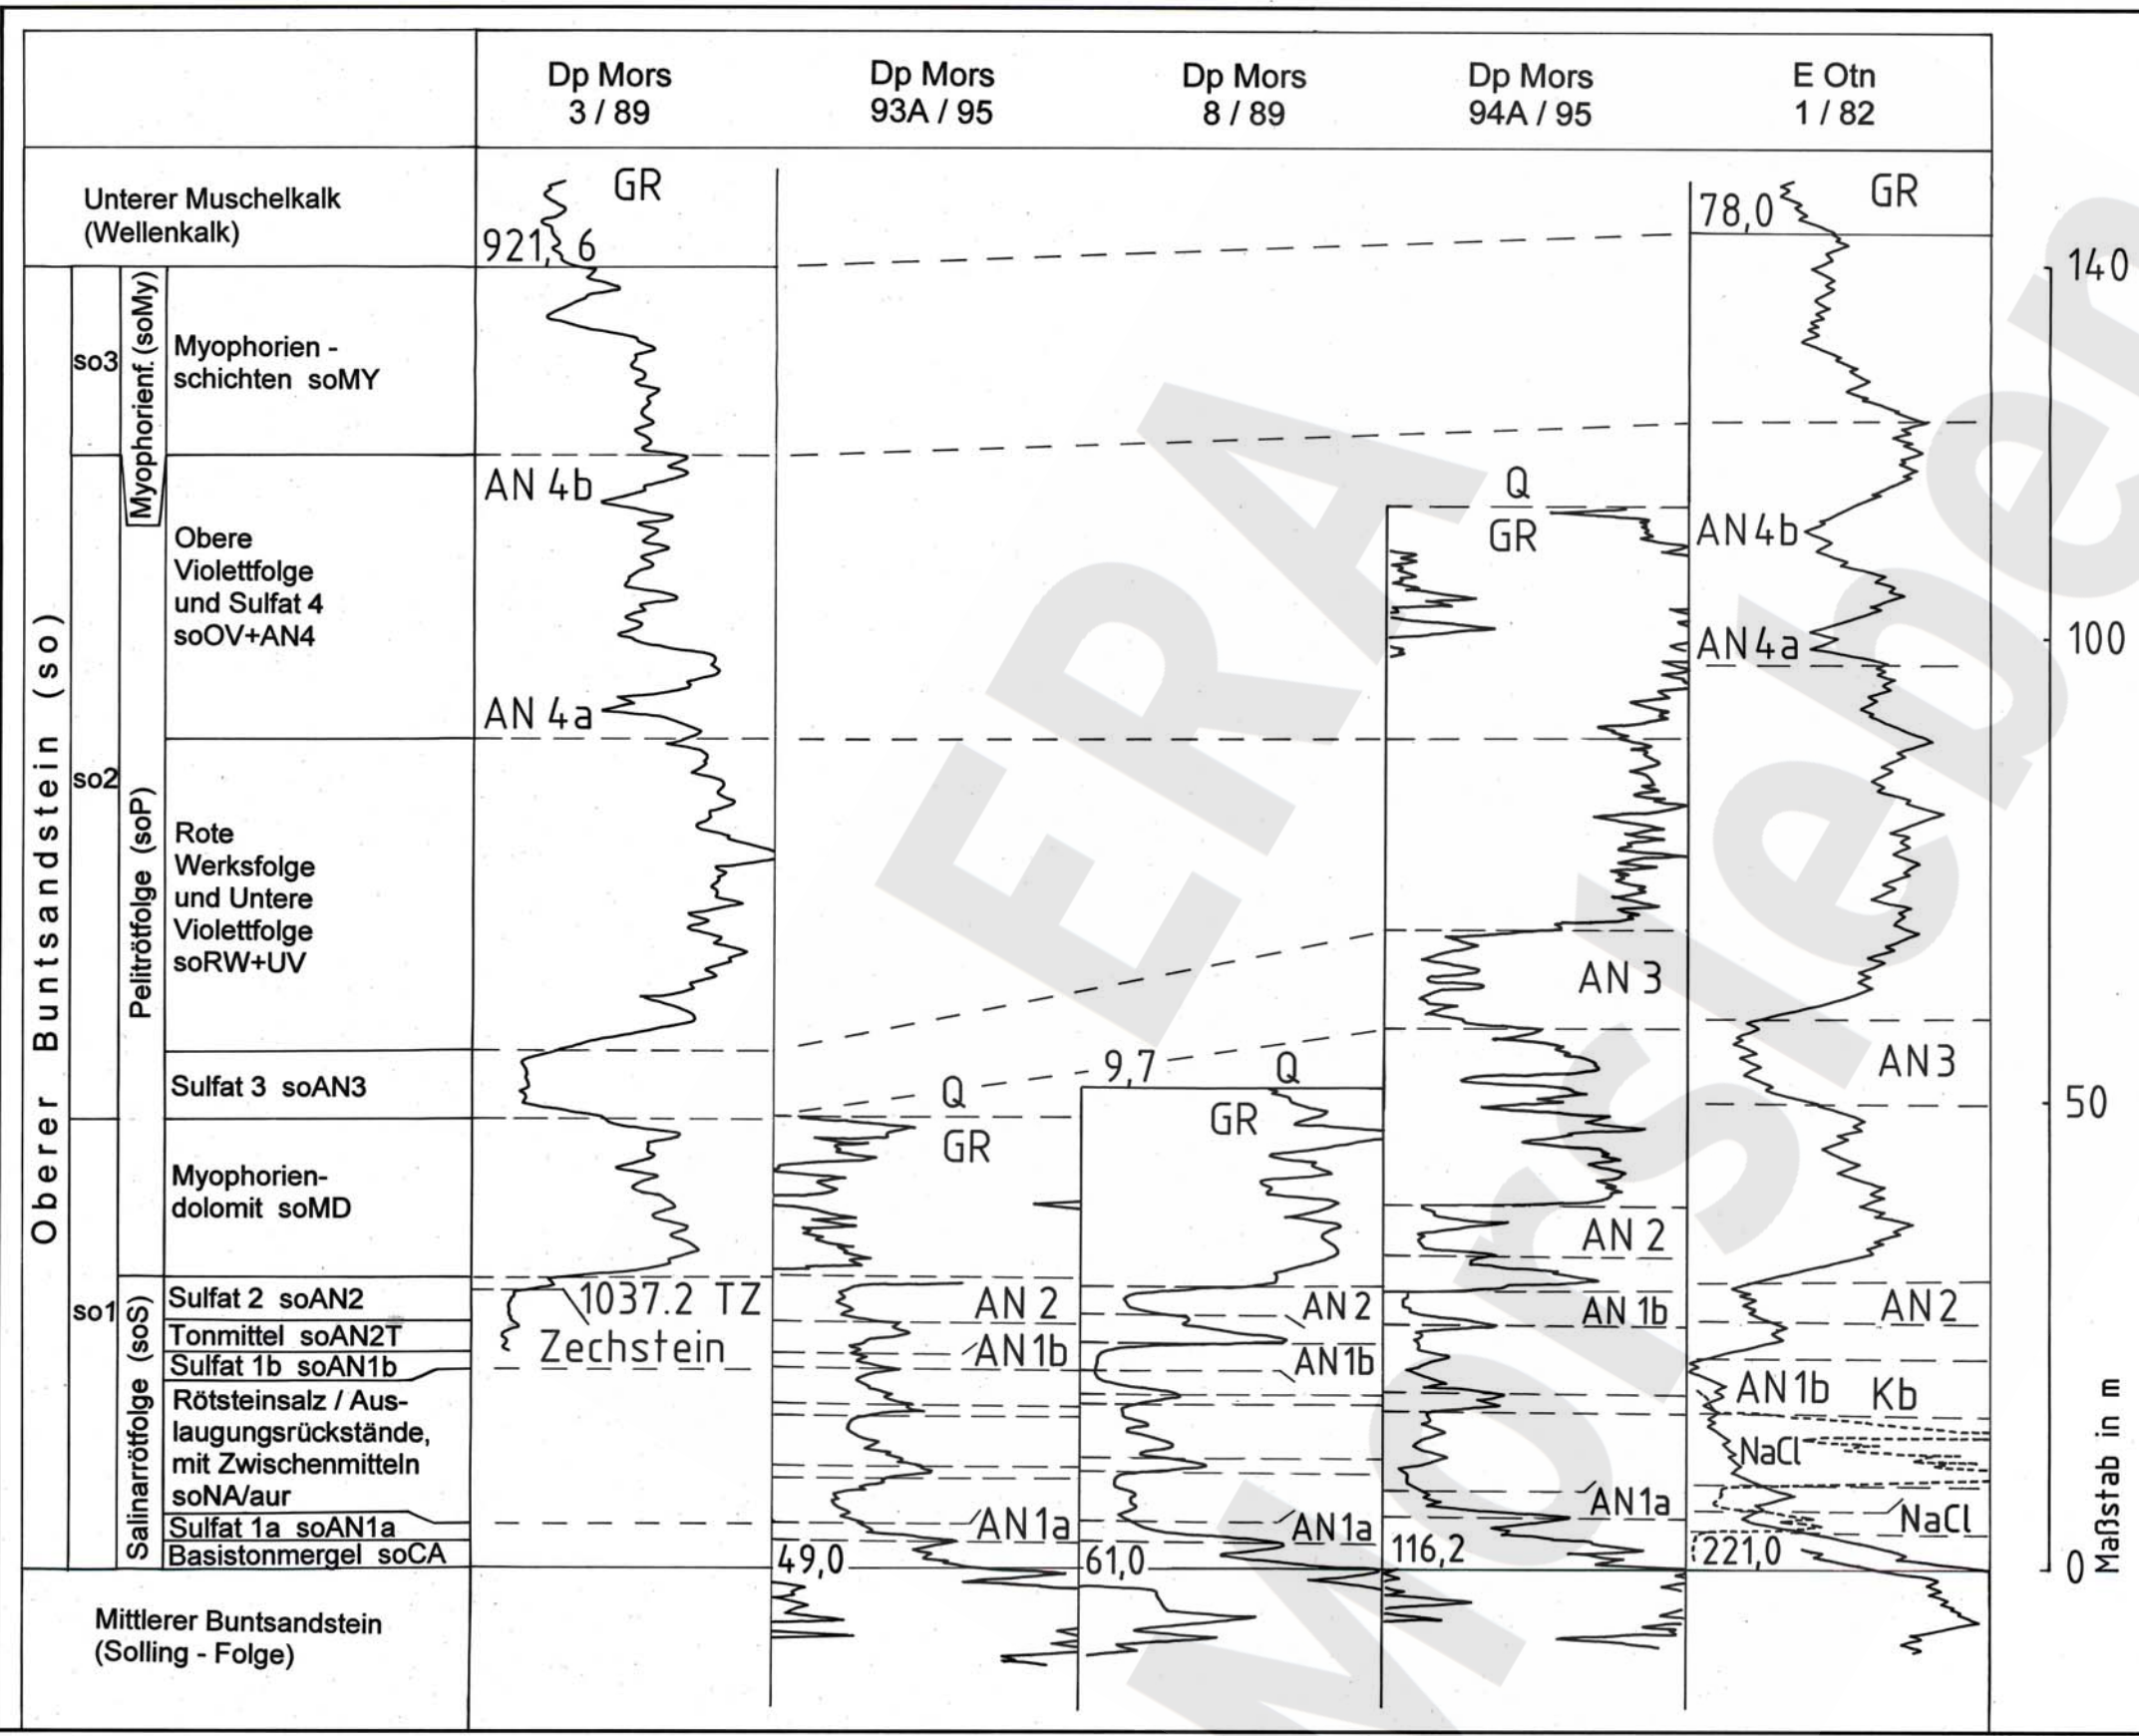 Dp Mors
3 / 89
Dp Mors
93A / 95
Dp Mors
8 / 89
Dp Mors
94A / 95
E Otn
1 / 82
Unterer Muschelkalk
(Wellenkalk)
Oberer Buntsandstein (so)
so3
so2
so1
Myophorienf. (soMy)
Pelitrötfolge (soP)
Salinarrötfolge (soS)
Myophorien -
schichten soMY
Obere
Violettfolge
und Sulfat 4
soOV+AN4
Rote
Werksfolge
und Untere
Violettfolge
soRW+UV
Sulfat 3 soAN3
Myophorien-
dolomit soMD
Sulfat 2 soAN2
Tonmittel soAN2T
Sulfat 1b soAN1b
Rötsteinsalz / Aus-
laugungsrückstände,
mit Zwischenmitteln
soNA/aur
Sulfat 1a soAN1a
Basistonmergel soCA
Mittlerer Buntsandstein
(Solling - Folge)
GR
921,6
AN 4b
AN 4a
1037.2 TZ
Zechstein
Q
GR
AN 2
AN1b
AN1a
49,0
9,7
Q
GR
AN2
AN1b
AN1a
61,0
Q
GR
AN 3
AN 2
AN 1b
AN1a
116,2
78,0
GR
AN4b
AN4a
AN3
AN2
AN1b Kb
NaCl
NaCl
221,0
140
100
50
0
Maßstab in m
ERA
Morsleben